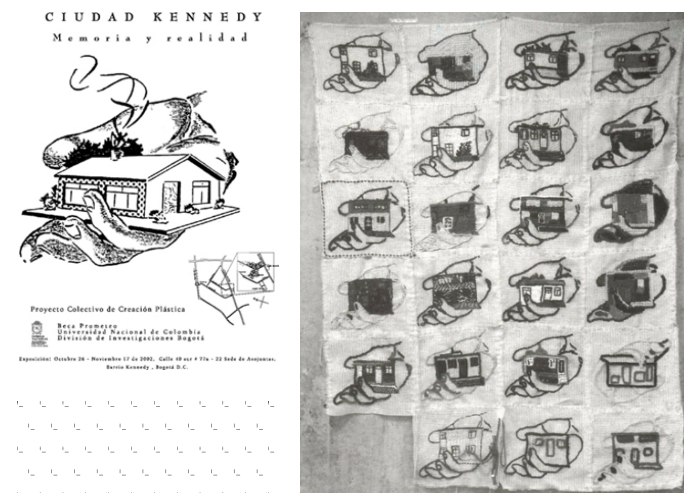 CIUDAD KENNEDY
Memoria y realidad
Proyecto Colectivo de Creación Plástica
Beca Prometeo
Universidad Nacional de Colombia
División de Investigaciones Bogotá
Exposición: Octubre 26 - Noviembre 17 de 2002. Calle 40 sur # 77a - 22 Sede de Asojuntas.
Barrio Kennedy , Bogotá D.C.